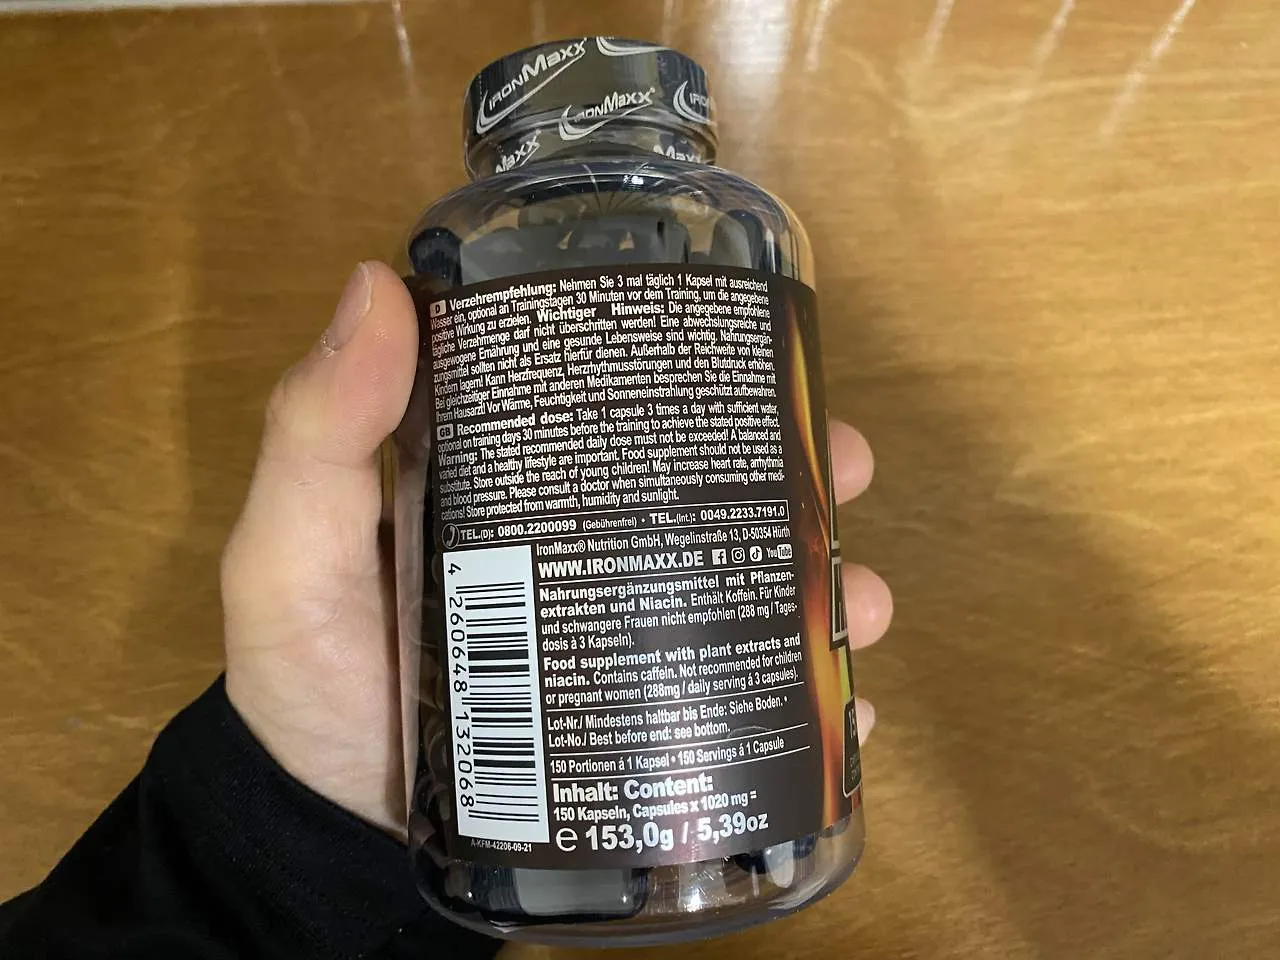 IRONMAXX®
IRONMAXX®
Maxx®
Maxx
D Verzehrempfehlung: Nehmen Sie 3 mal täglich 1 Kapsel mit ausreichend
Wasser ein, optional an Trainingstagen 30 Minuten vor dem Training, um die angegebene
positive Wirkung zu erzielen. Wichtiger Hinweis: Die angegebene empfohlene
tägliche Verzehrmenge darf nicht überschritten werden! Eine abwechslungsreiche und
ausgewogene Ernährung und eine gesunde Lebensweise sind wichtig. Nahrungsergän-
zungsmittel sollten nicht als Ersatz hierfür dienen. Außerhalb der Reichweite von kleinen
Kindern lagern! Kann Herzfrequenz, Herzrhythmusstörungen und den Blutdruck erhöhen.
Bei gleichzeitiger Einnahme mit anderen Medikamenten besprechen Sie die Einnahme mit
Ihrem Hausarzt! Vor Wärme, Feuchtigkeit und Sonneneinstrahlung geschützt aufbewahren.
GB Recommended dose: Take 1 capsule 3 times a day with sufficient water,
optional on training days 30 minutes before the training to achieve the stated positive effect.
Warning: The stated recommended daily dose must not be exceeded! A balanced and
varied diet and a healthy lifestyle are important. Food supplement should not be used as a
substitute. Store outside the reach of young children! May increase heart rate, arrhythmia
and blood pressure. Please consult a doctor when simultaneously consuming other medi-
cations! Store protected from warmth, humidity and sunlight.
TEL.(D): 0800.2200099 (Gebührenfrei) • TEL.(Int.): 0049.2233.7191.0
IronMaxx® Nutrition GmbH, Wegelinstraße 13, D-50354 Hürth
WWW.IRONMAXX.DE YouTube
Nahrungsergänzungsmittel mit Pflanzen-
extrakten und Niacin. Enthält Koffein. Für Kinder
und schwangere Frauen nicht empfohlen (288 mg / Tages-
dosis à 3 Kapseln).
Food supplement with plant extracts and
niacin. Contains caffein. Not recommended for children
or pregnant women (288mg / daily serving á 3 capsules).
Lot-Nr./ Mindestens haltbar bis Ende: Siehe Boden. •
Lot-No./ Best before end: see bottom.
150 Portionen á 1 Kapsel • 150 Servings á 1 Capsule
Inhalt: Content:
150 Kapseln, Capsules x 1020 mg =
e 153,0g / 5,39oz
4 260648 132068
A-KFM-42206-09-21